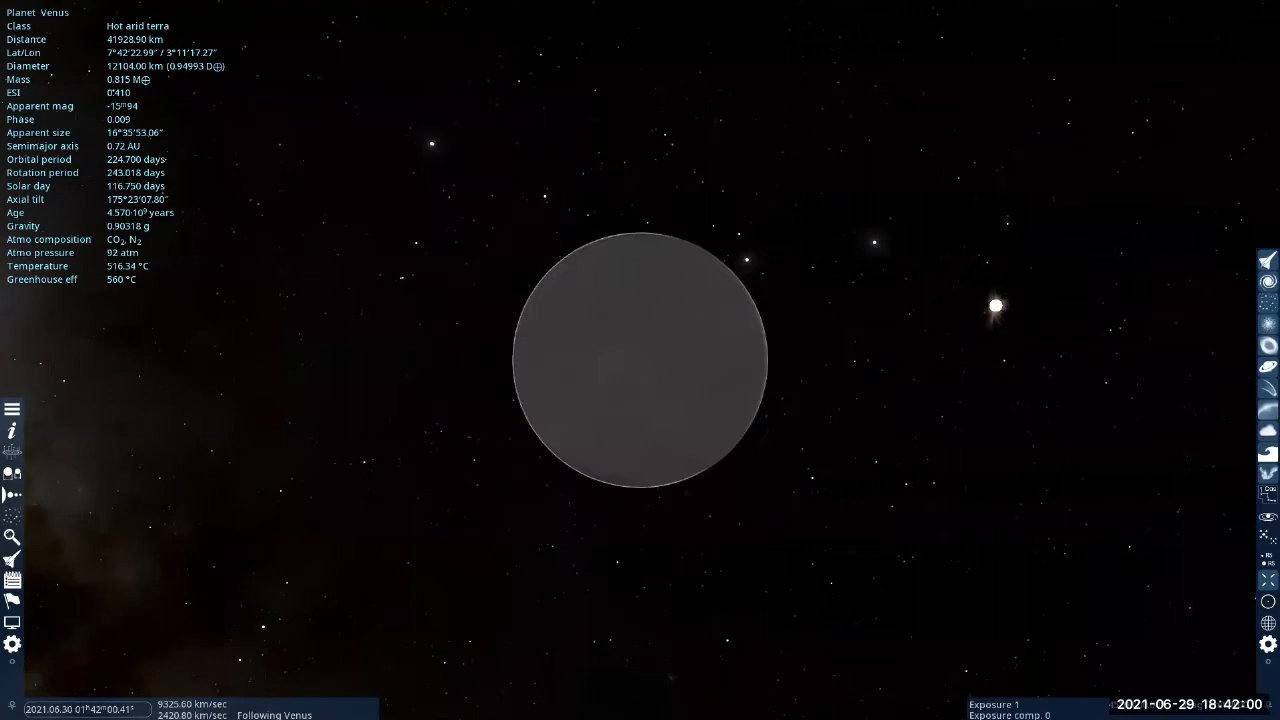 Planet Venus
Class Hot arid terra
Distance 41928.90 km
Lat/Lon 7°42′22.99″ / 3°11′17.27″
Diameter 12104.00 km (0.94993 D⊕)
Mass 0.815 M⊕
ESI 0.410
Apparent mag -15ᵐ94
Phase 0.009
Apparent size 16°35′53.06″
Semimajor axis 0.72 AU
Orbital period 224.700 days
Rotation period 243.018 days
Solar day 116.750 days
Axial tilt 175°23′07.80″
Age 4.570·10⁹ years
Gravity 0.90318 g
Atmo composition CO₂, N₂
Atmo pressure 92 atm
Temperature 516.34 °C
Greenhouse eff 560 °C
Gas
RS
RS
2021.06.30 01ʰ42ᵐ00.41ˢ
9325.60 km/sec
2420.80 km/sec Following Venus
Exposure 1
Exposure comp. 0
2021-06-29 18:42:00